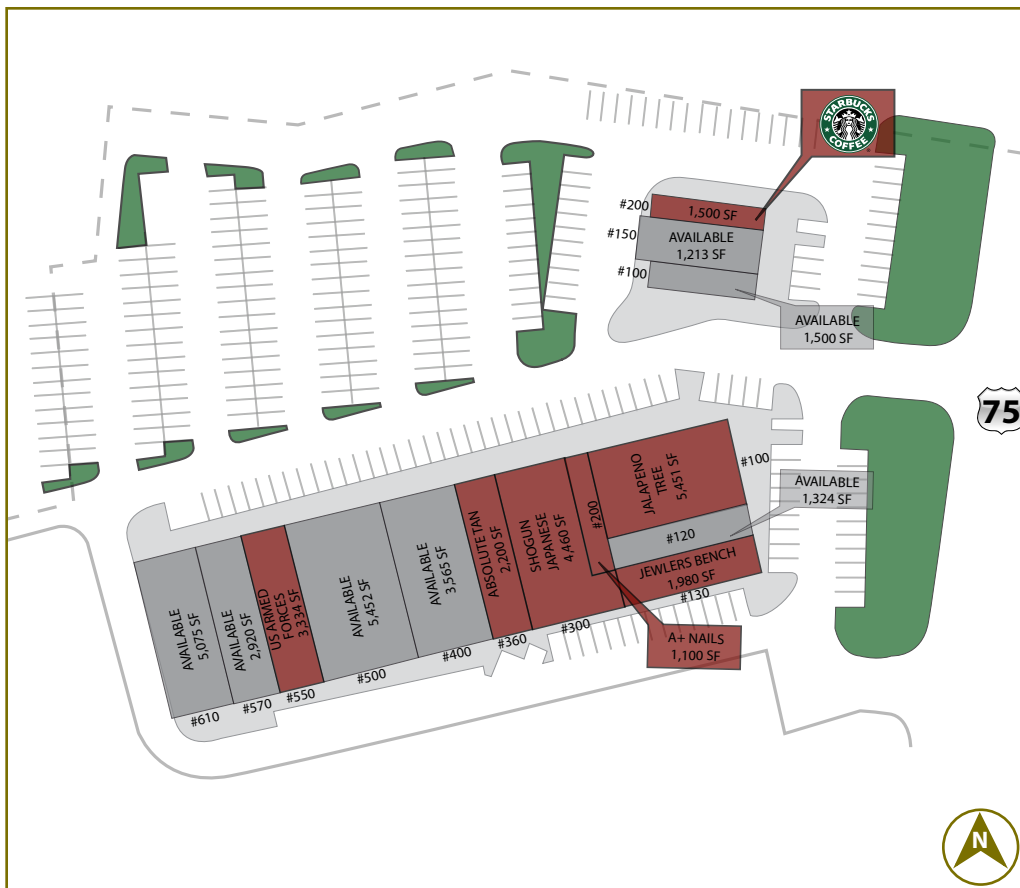 STARBUCKS
COFFEE
#200
1,500 SF
#150
AVAILABLE
1,213 SF
#100
AVAILABLE
1,500 SF
75
#100
JALAPENO
TREE
5,451 SF
AVAILABLE
1,324 SF
#120
#200
JEWLERS BENCH
1,980 SF
#130
A+ NAILS
1,100 SF
SHOGUN
JAPANESE
4,460 SF
#300
ABSOLUTE TAN
2,200 SF
#360
AVAILABLE
3,565 SF
#400
AVAILABLE
5,452 SF
#500
US ARMED
FORCES
3,334 SF
#550
AVAILABLE
2,920 SF
#570
AVAILABLE
5,075 SF
#610
N